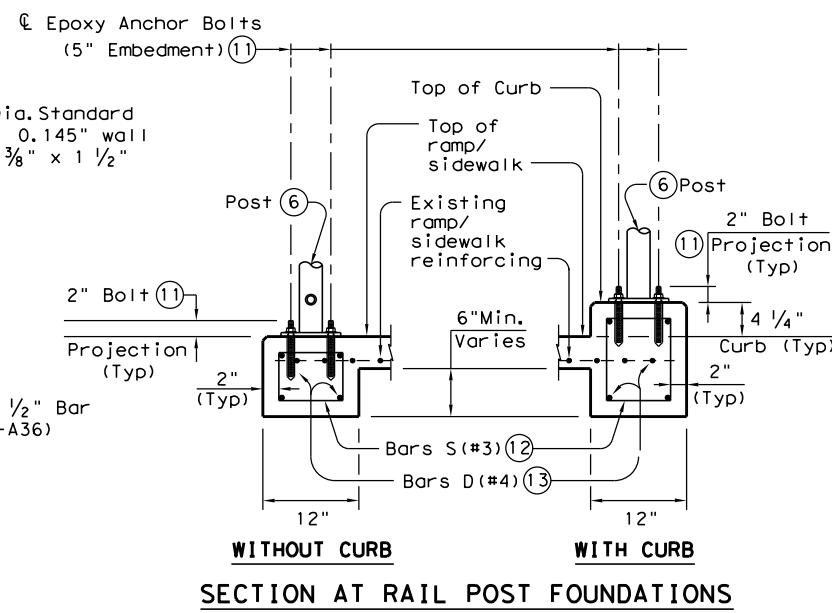 ℄ Epoxy Anchor Bolts
(5" Embedment) 11
Dia. Standard
0.145" wall
3/8" x 1 1/2"
Top of Curb
Top of
ramp/
sidewalk
Post 6
6 Post
Existing
ramp/
sidewalk
reinforcing
2" Bolt
11 Projection
(Typ)
2" Bolt 11
Projection
(Typ)
6"Min.
Varies
4 1/4"
Curb (Typ)
2"
(Typ)
2"
(Typ)
1/2" Bar
-A36)
Bars S(#3) 12
Bars D(#4) 13
12"
12"
WITHOUT CURB
WITH CURB
SECTION AT RAIL POST FOUNDATIONS